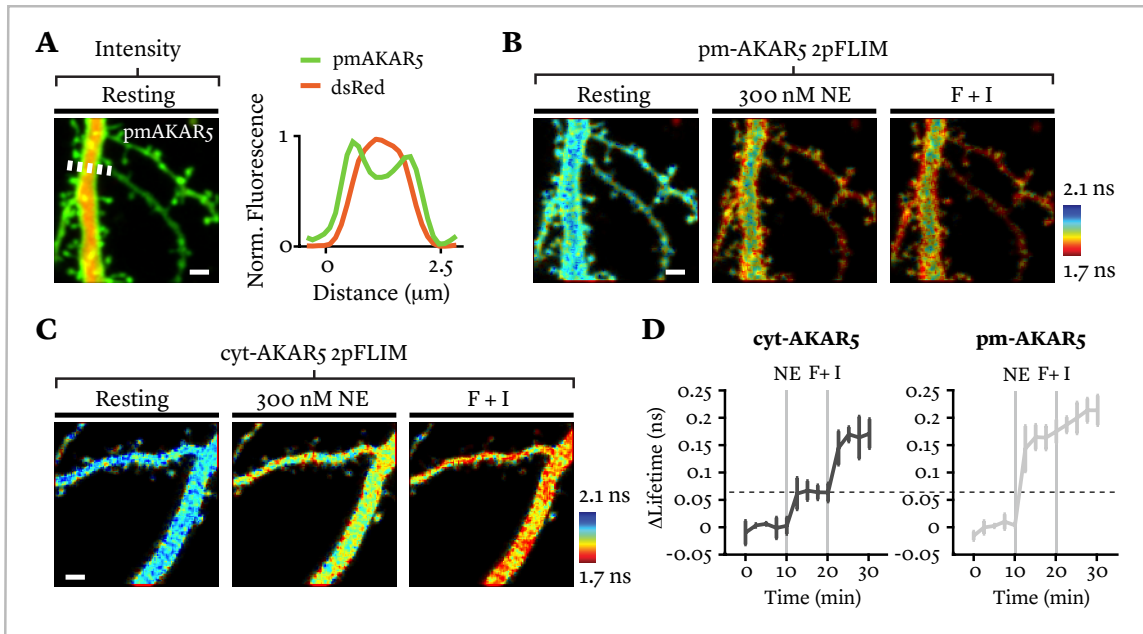 A
Intensity
Resting
pmAKAR5
pmAKAR5
dsRed
Norm. Fluorescence
1
0
0
2.5
Distance (μm)
B
pm-AKAR5 2pFLIM
Resting
300 nM NE
F + I
2.1 ns
1.7 ns
C
cyt-AKAR5 2pFLIM
Resting
300 nM NE
F + I
2.1 ns
1.7 ns
D
cyt-AKAR5
NE F+ I
ΔLifetime (ns)
0.05
0.2
0.15
0.1
0.05
0
-0.05
0 10 20 30
Time (min)
pm-AKAR5
NE F+ I
0.05
0.2
0.15
0.1
0.05
0
-0.05
0 10 20 30
Time (min)